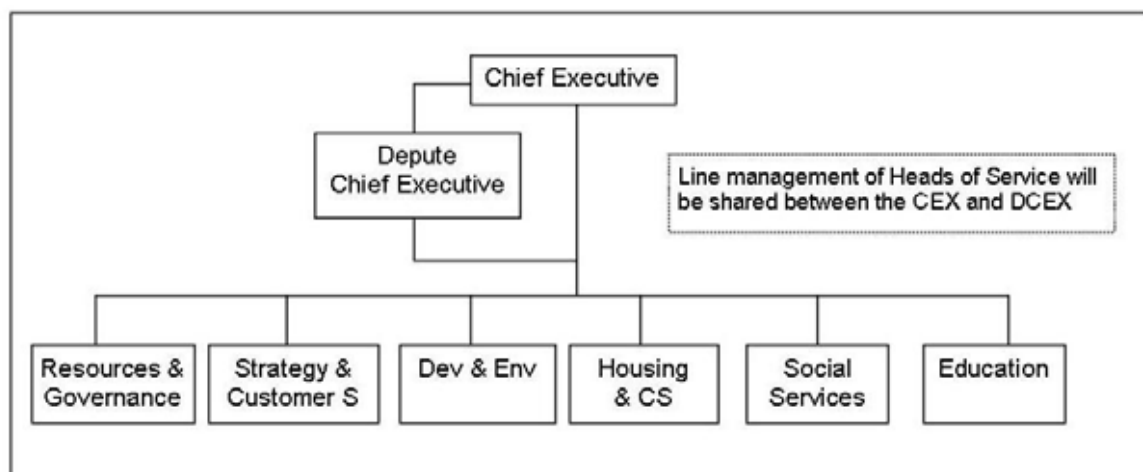 Chief Executive
Depute
Chief Executive
Line management of Heads of Service will
be shared between the CEX and DCEX
Resources &
Governance
Strategy &
Customer S
Dev & Env
Housing
& CS
Social
Services
Education